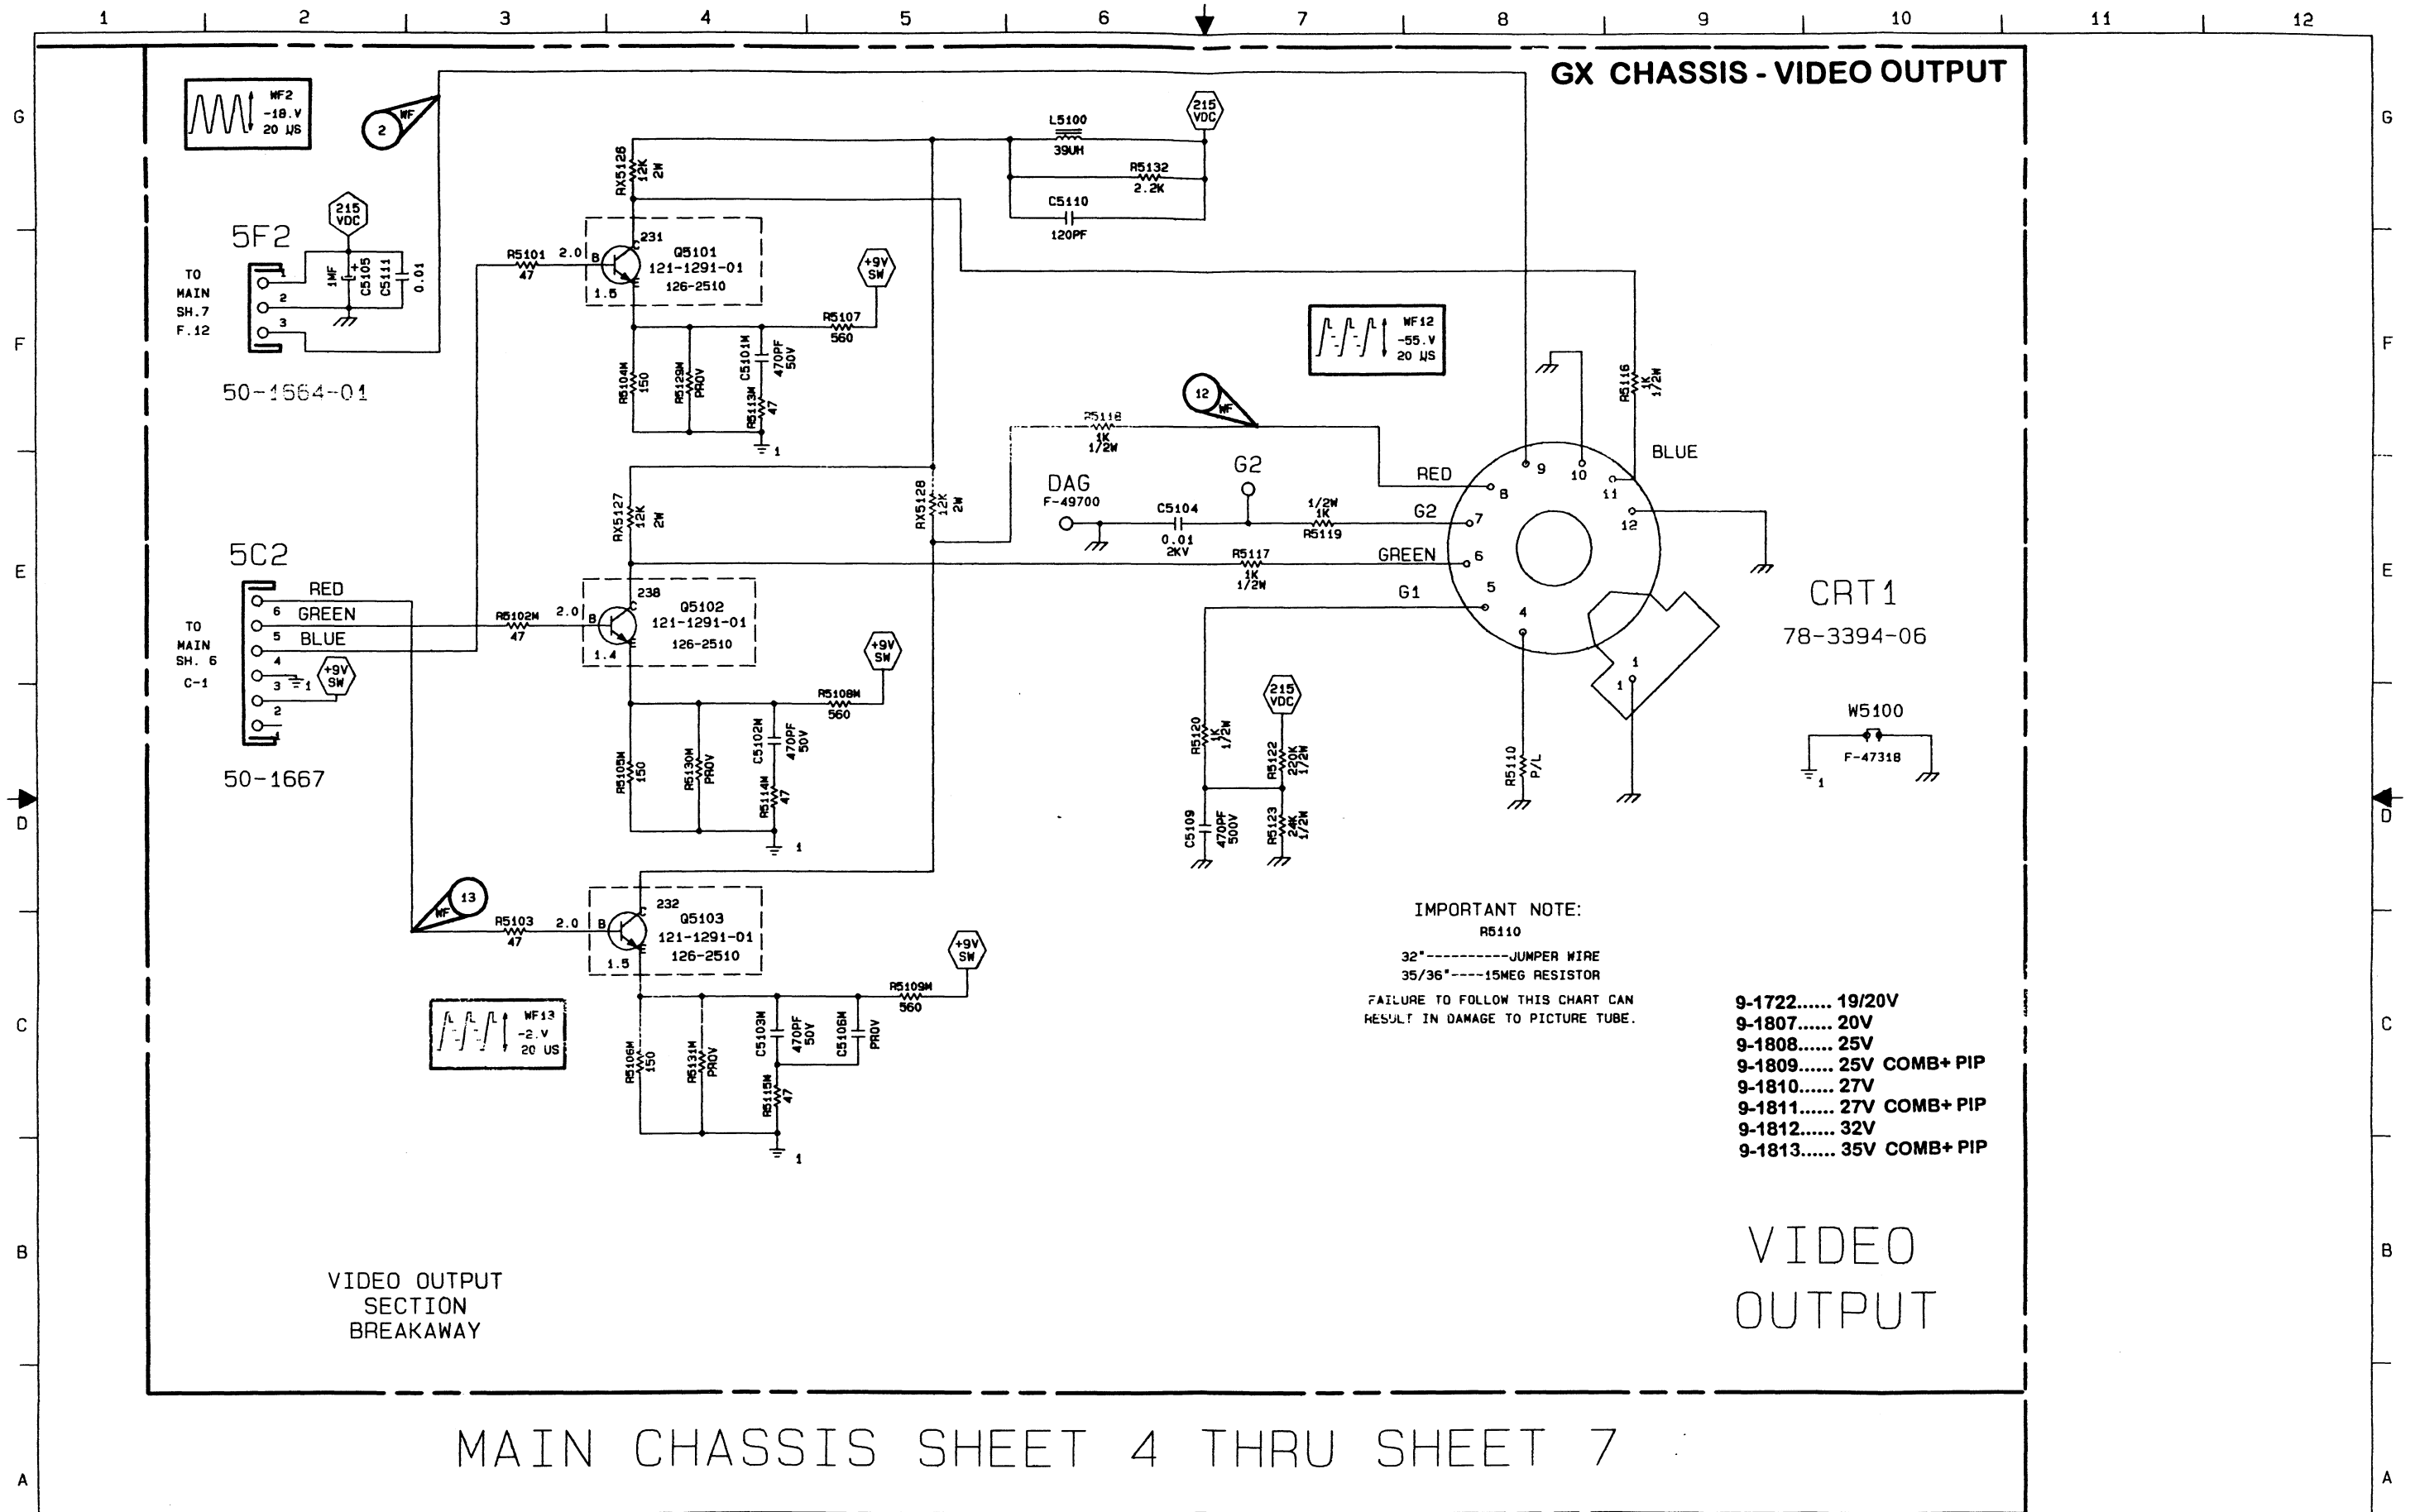 1 2 3 4 5 6 7 8 9 10 11 12
GX CHASSIS - VIDEO OUTPUT
G
G
F
F
E
E
D
D
C
C
B
B
A
A
WF2
-18.V
20 µS
2
WF
215
VDC
5F2
TO
MAIN
SH.7
F.12
1
2
3
1MF
+
C5105
C5111
0.01
50-1664-01
RX5126
12K
2W
L5100
39UH
R5132
2.2K
C5110
120PF
215
VDC
R5101
47
2.0
B
C
E
231
1.5
Q5101
121-1291-01
126-2510
+9V
SW
R5107
560
R5104M
150
R5129M
PROV
C5101M
470PF
50V
R5113M
47
1
WF12
-55.V
20 µS
12
WF
R5118
1K
1/2W
R5116
1K
1/2W
BLUE
RED
G2
GREEN
G1
4
5
6
7
8
9
10
11
12
1
1
DAG
F-49700
C5104
0.01
2KV
G2
1/2W
1K
R5119
R5117
1K
1/2W
CRT1
78-3394-06
RX5127
12K
2W
RX5128
12K
2W
5C2
TO
MAIN
SH. 6
C-1
RED
6
GREEN
5
BLUE
4
3
1
2
1
+9V
SW
50-1667
R5102M
47
2.0
B
C
E
238
1.4
Q5102
121-1291-01
126-2510
+9V
SW
R5108M
560
R5105M
150
R5130M
PROV
C5102M
470PF
50V
R5114M
47
1
R5120
1K
1/2W
215
VDC
R5122
220K
1/2W
C5109
470PF
500V
R5123
24K
1/2W
R5110
P/L
W5100
F-47318
1
13
WF
R5103
47
2.0
B
C
E
232
1.5
Q5103
121-1291-01
126-2510
+9V
SW
R5109M
560
WF13
-2.V
20 US
R5106M
150
R5131M
PROV
C5103M
470PF
50V
C5106M
PROV
R5115M
47
1
IMPORTANT NOTE:
R5110
32"----------JUMPER WIRE
35/36"----15MEG RESISTOR
FAILURE TO FOLLOW THIS CHART CAN
RESULT IN DAMAGE TO PICTURE TUBE.
9-1722...... 19/20V
9-1807...... 20V
9-1808...... 25V
9-1809...... 25V COMB+ PIP
9-1810...... 27V
9-1811...... 27V COMB+ PIP
9-1812...... 32V
9-1813...... 35V COMB+ PIP
VIDEO OUTPUT
SECTION
BREAKAWAY
VIDEO
OUTPUT
MAIN CHASSIS SHEET 4 THRU SHEET 7